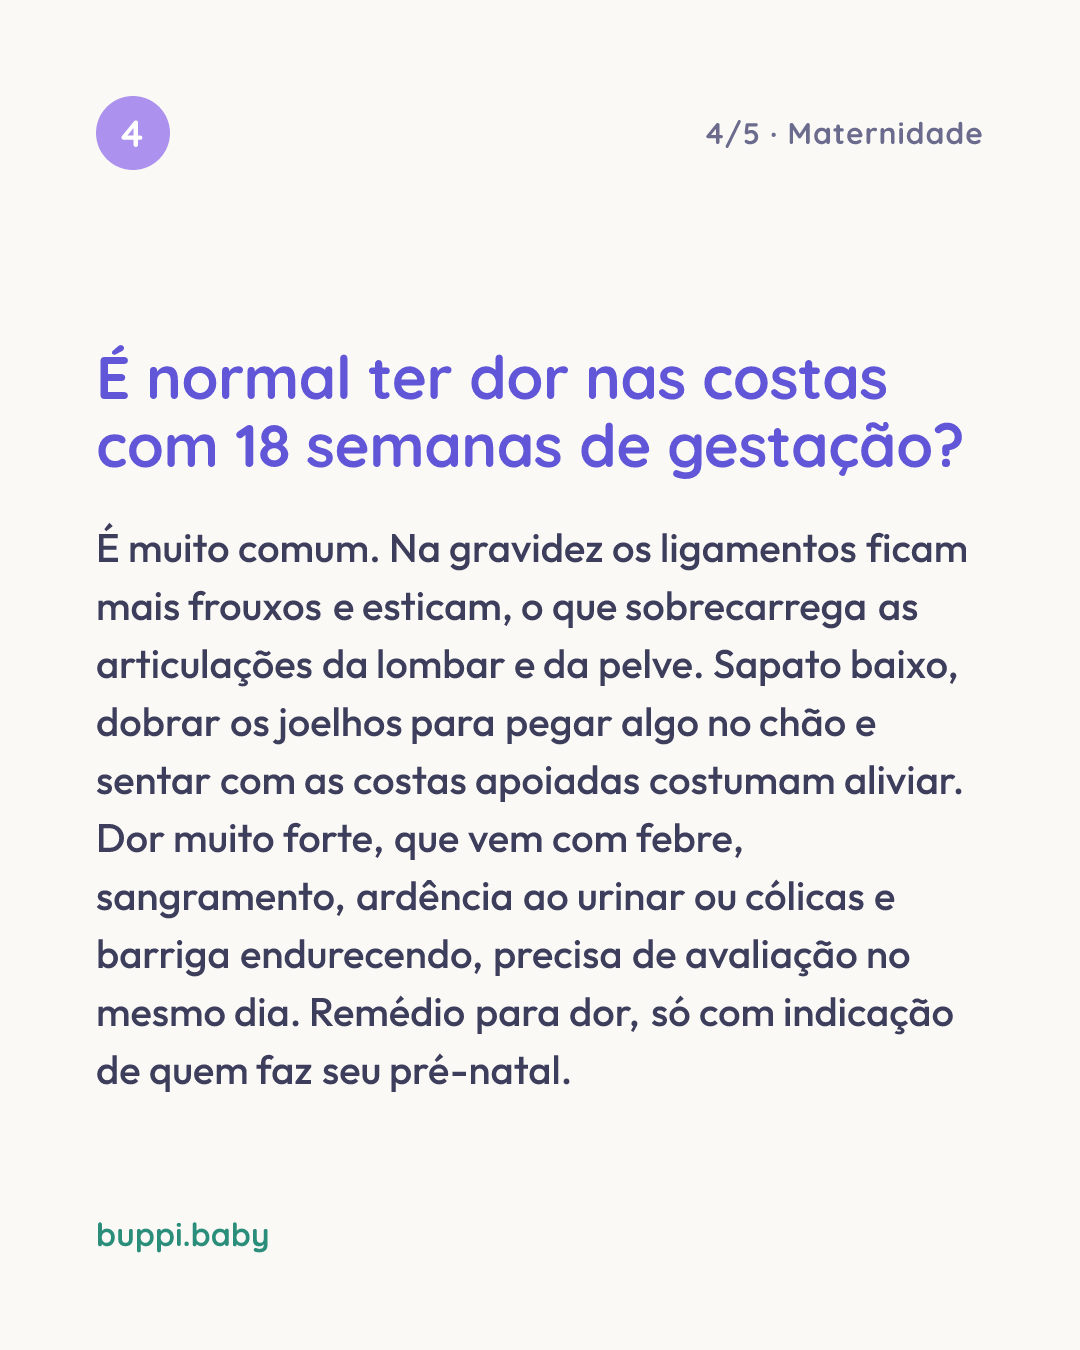 4
4/5 · Maternidade
É normal ter dor nas costas
com 18 semanas de gestação?
É muito comum. Na gravidez os ligamentos ficam
mais frouxos e esticam, o que sobrecarrega as
articulações da lombar e da pelve. Sapato baixo,
dobrar os joelhos para pegar algo no chão e
sentar com as costas apoiadas costumam aliviar.
Dor muito forte, que vem com febre,
sangramento, ardência ao urinar ou cólicas e
barriga endurecendo, precisa de avaliação no
mesmo dia. Remédio para dor, só com indicação
de quem faz seu pré-natal.
buppi.baby